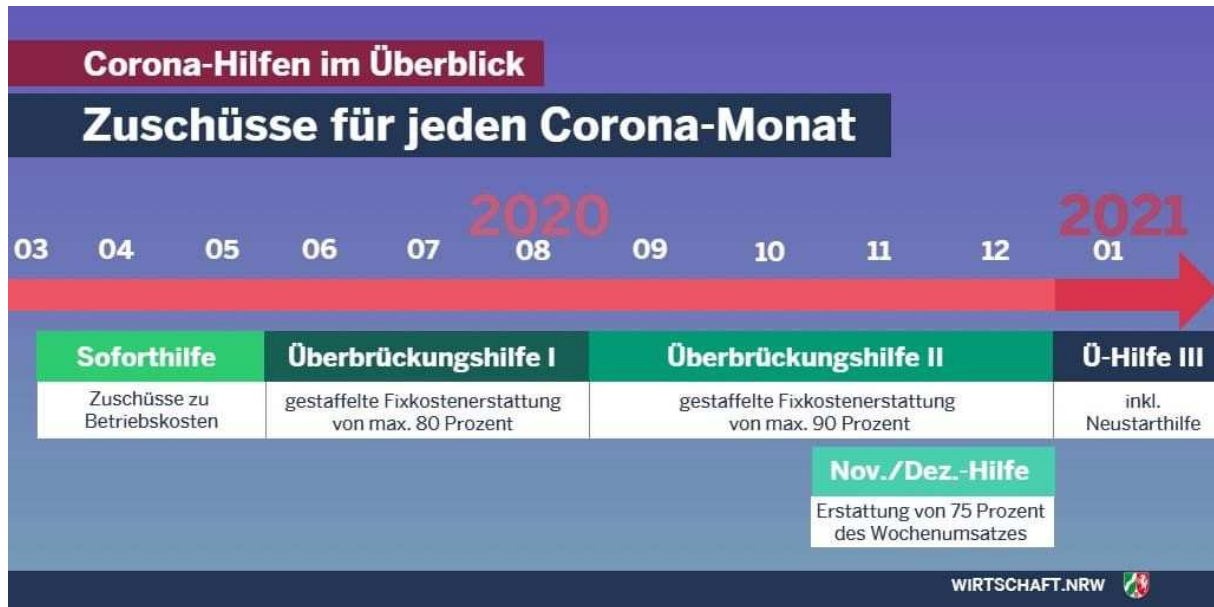 Corona-Hilfen im Überblick
Zuschüsse für jeden Corona-Monat
2020 2021
03 04 05 06 07 08 09 10 11 12 01
Soforthilfe
Zuschüsse zu
Betriebskosten
Überbrückungshilfe I
gestaffelte Fixkostenerstattung
von max. 80 Prozent
Überbrückungshilfe II
gestaffelte Fixkostenerstattung
von max. 90 Prozent
Ü-Hilfe III
inkl.
Neustarthilfe
Nov./Dez.-Hilfe
Erstattung von 75 Prozent
des Wochenumsatzes
WIRTSCHAFT.NRW